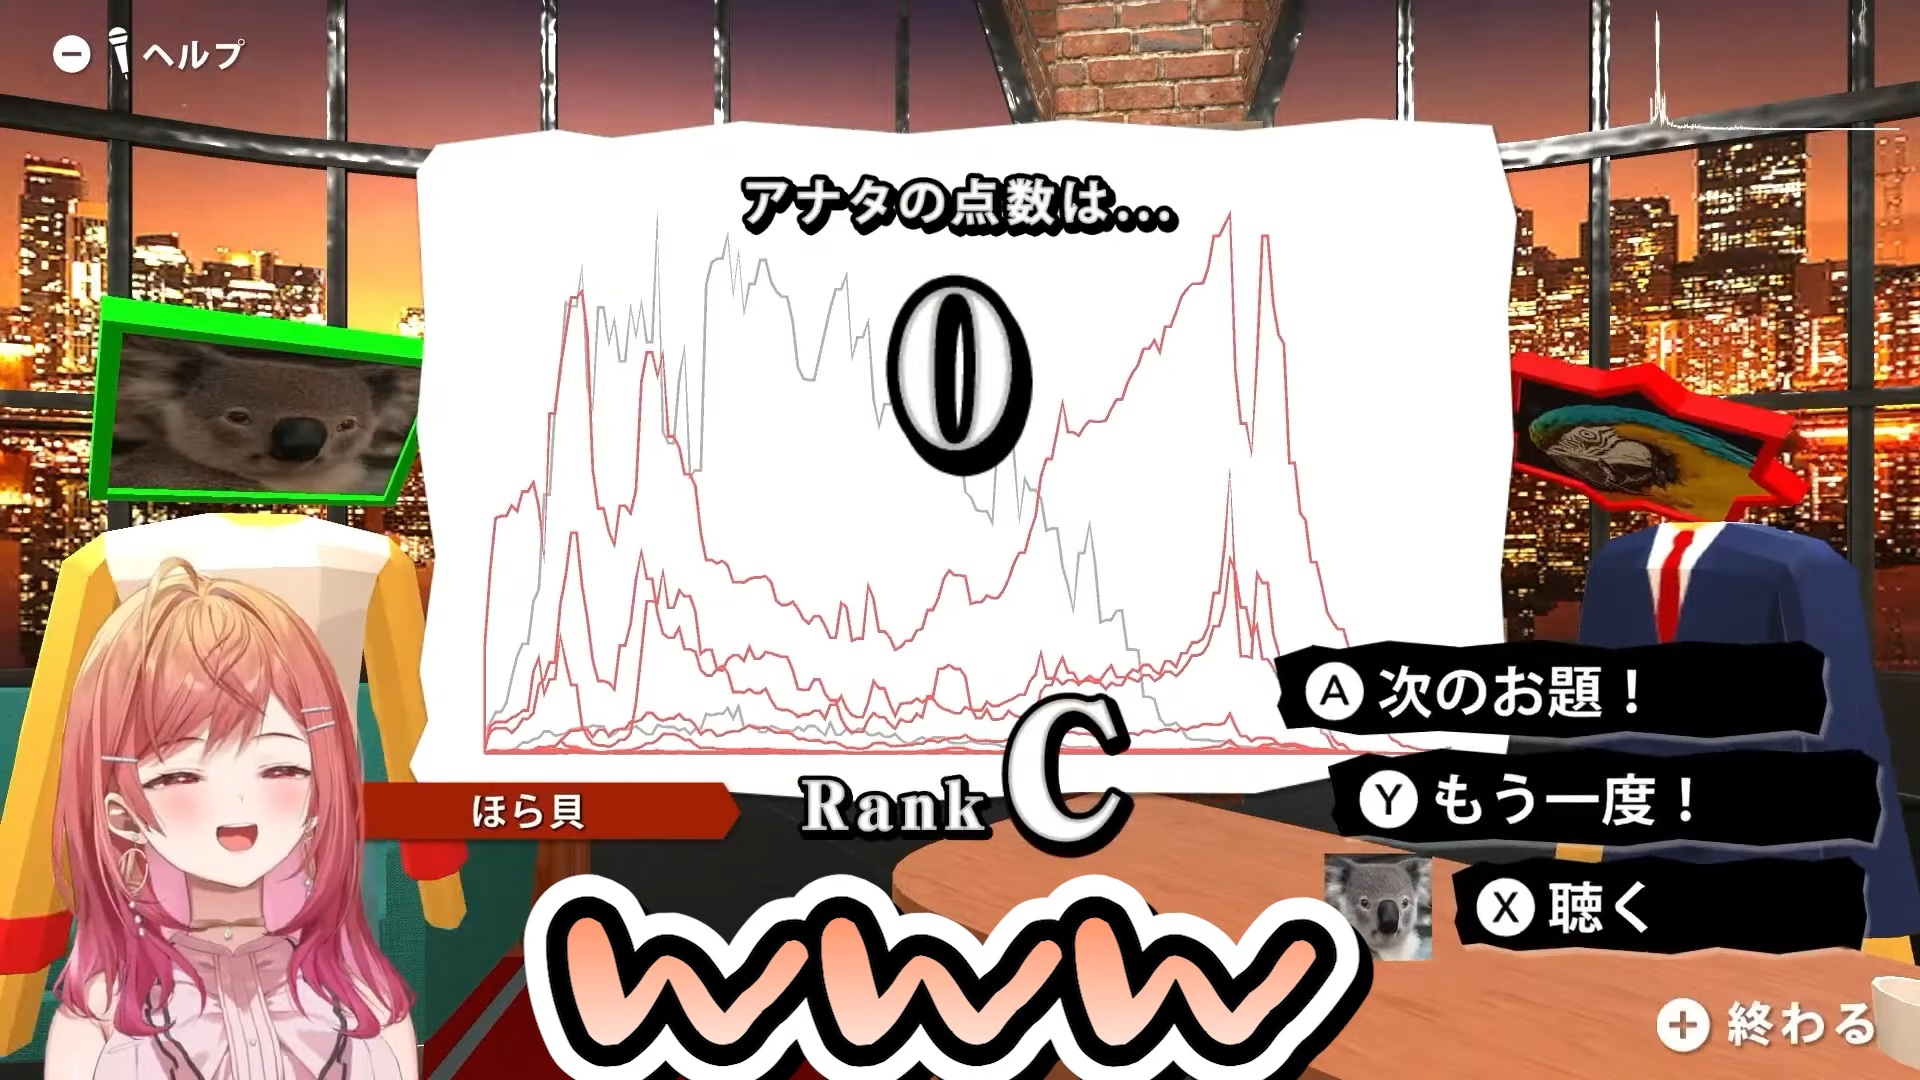 ヘルプ
アナタの点数は...
0
Rank C
ほら貝
A 次のお題！
Y もう一度！
X 聴く
www
終わる